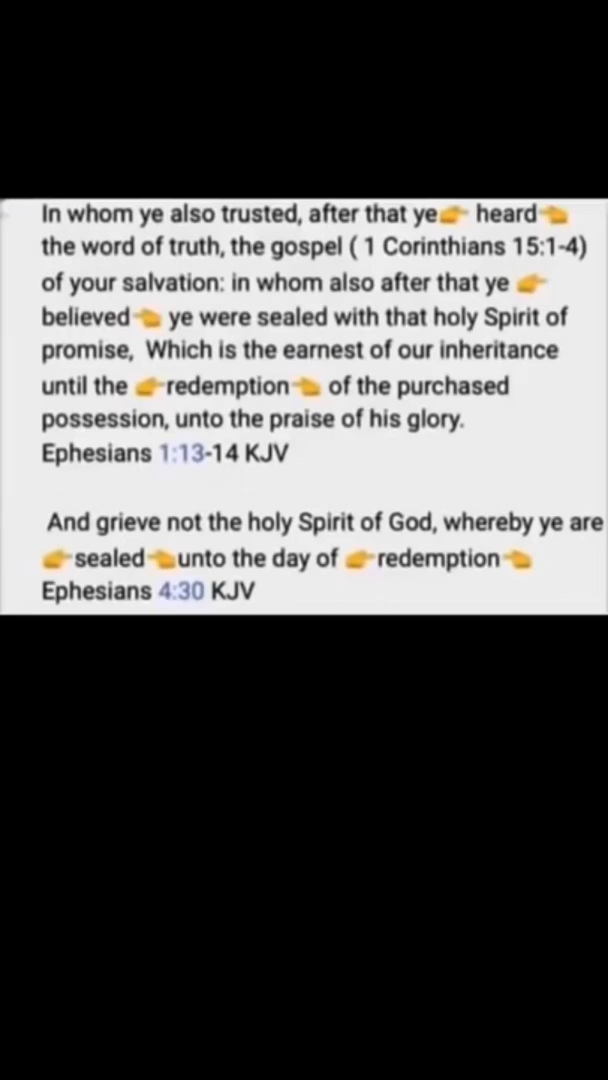 In whom ye also trusted, after that ye👉 heard👈
the word of truth, the gospel ( 1 Corinthians 15:1-4)
of your salvation: in whom also after that ye 👉
believed👈 ye were sealed with that holy Spirit of
promise, Which is the earnest of our inheritance
until the 👉redemption👈 of the purchased
possession, unto the praise of his glory.
Ephesians 1:13-14 KJV
And grieve not the holy Spirit of God, whereby ye are
👉sealed👈unto the day of 👉redemption👈
Ephesians 4:30 KJV